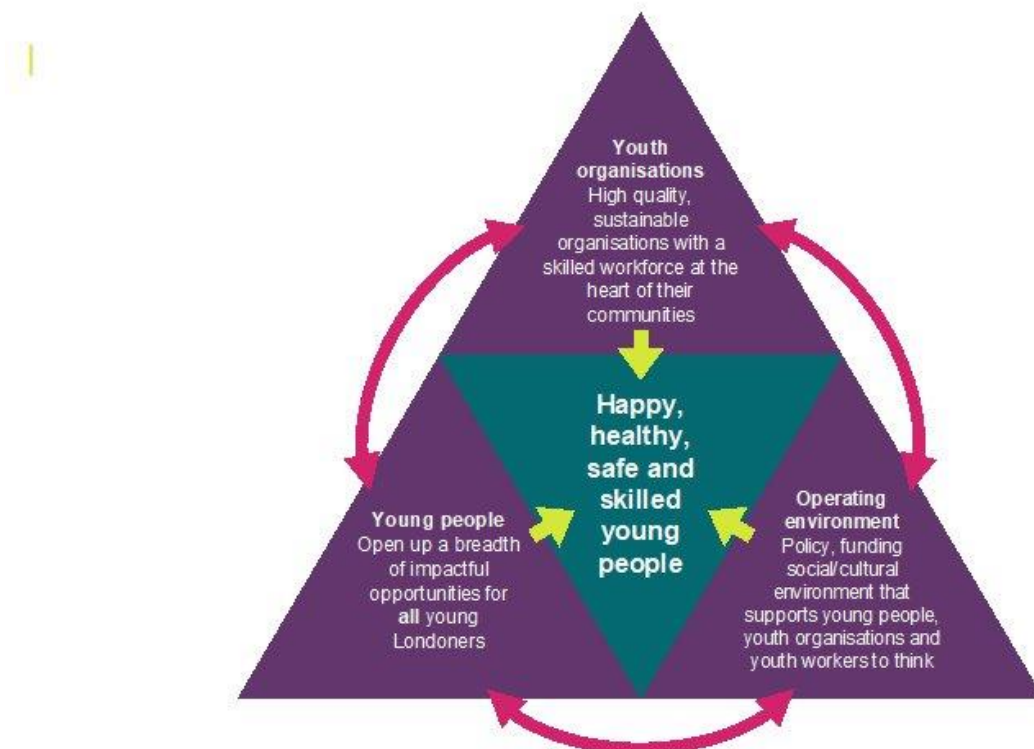 Youth
organisations
High quality,
sustainable
organisations with a
skilled workforce at the
heart of their
communities
Happy,
healthy,
safe and
skilled
young
people
Young people
Open up a breadth
of impactful
opportunities for
all young
Londoners
Operating
environment
Policy, funding
social/cultural
environment that
supports young people,
youth organisations and
youth workers to think